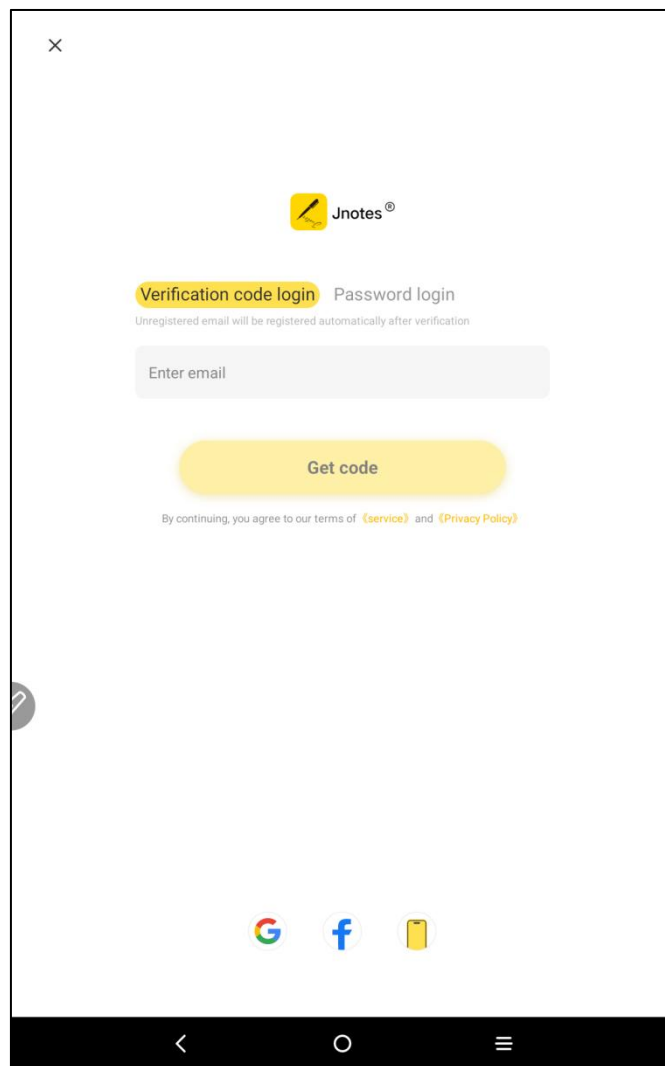 Jnotes ®
Verification code login Password login
Unregistered email will be registered automatically after verification
Enter email
Get code
By continuing, you agree to our terms of 《service》 and 《Privacy Policy》